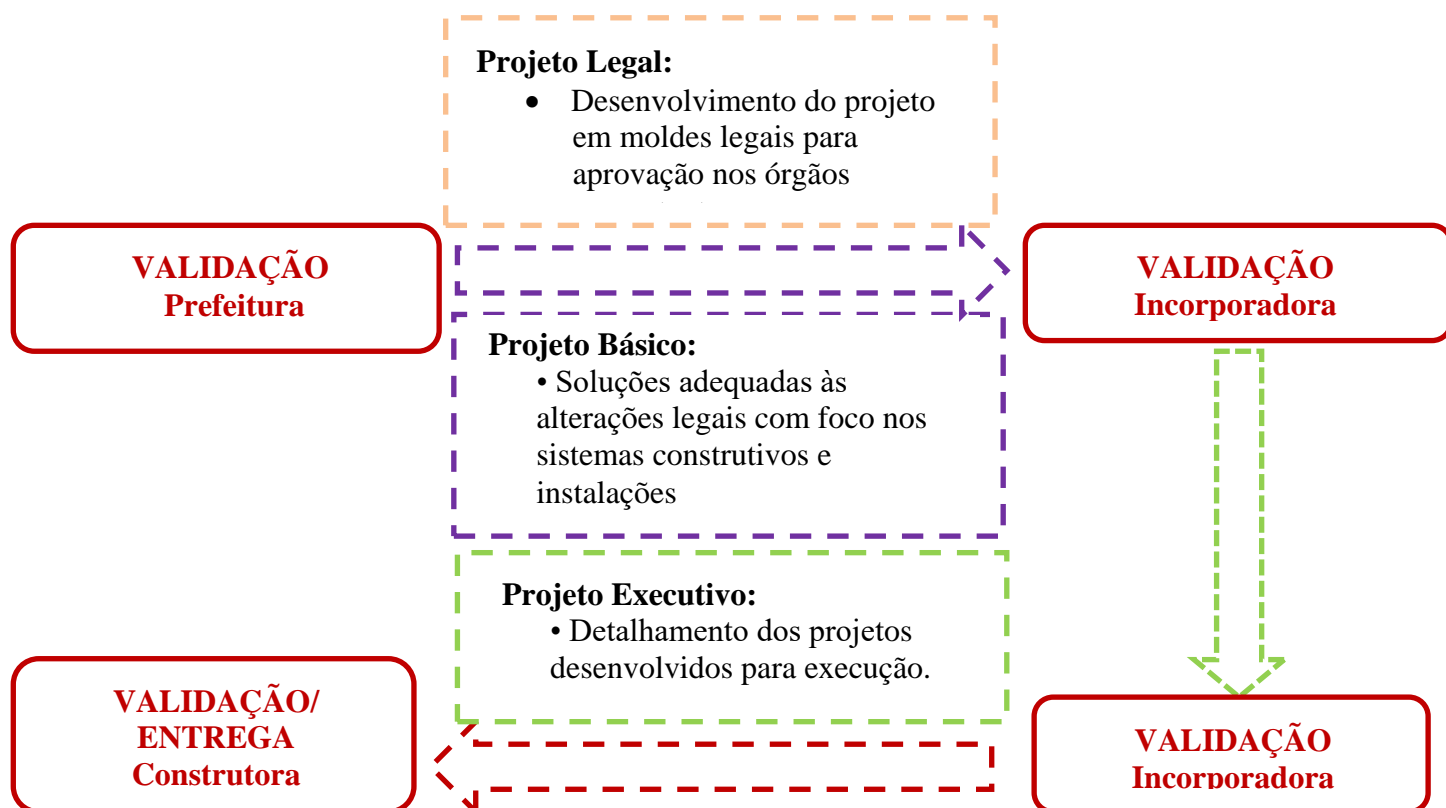 Projeto Legal:
• Desenvolvimento do projeto
em moldes legais para
aprovação nos órgãos
VALIDAÇÃO
Prefeitura
VALIDAÇÃO
Incorporadora
Projeto Básico:
• Soluções adequadas às
alterações legais com foco nos
sistemas construtivos e
instalações
Projeto Executivo:
• Detalhamento dos projetos
desenvolvidos para execução.
VALIDAÇÃO/
ENTREGA
Construtora
VALIDAÇÃO
Incorporadora